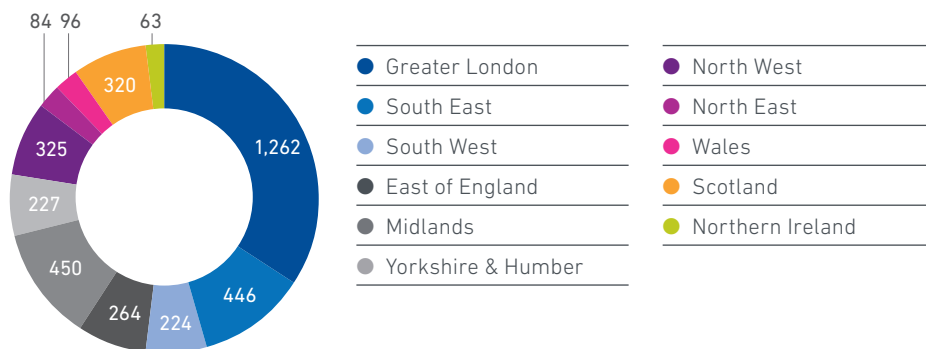 84 96 63
320
1,262
325
227
450
446
264
224
Greater London
South East
South West
East of England
Midlands
Yorkshire & Humber
North West
North East
Wales
Scotland
Northern Ireland